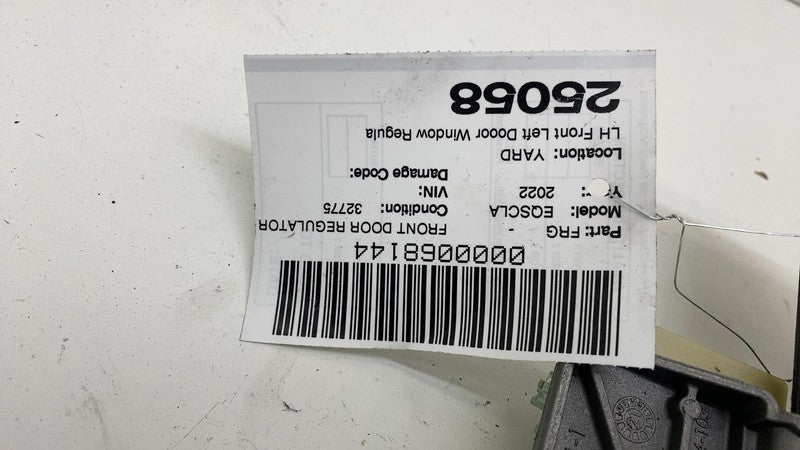 0000068144
Part: FRG - FRONT DOOR REGULATOR
Model: EQSCLA Condition: 32775
2022 VIN:
Damage Code:
Location: YARD
LH Front Left Dooor Window Regula
25058